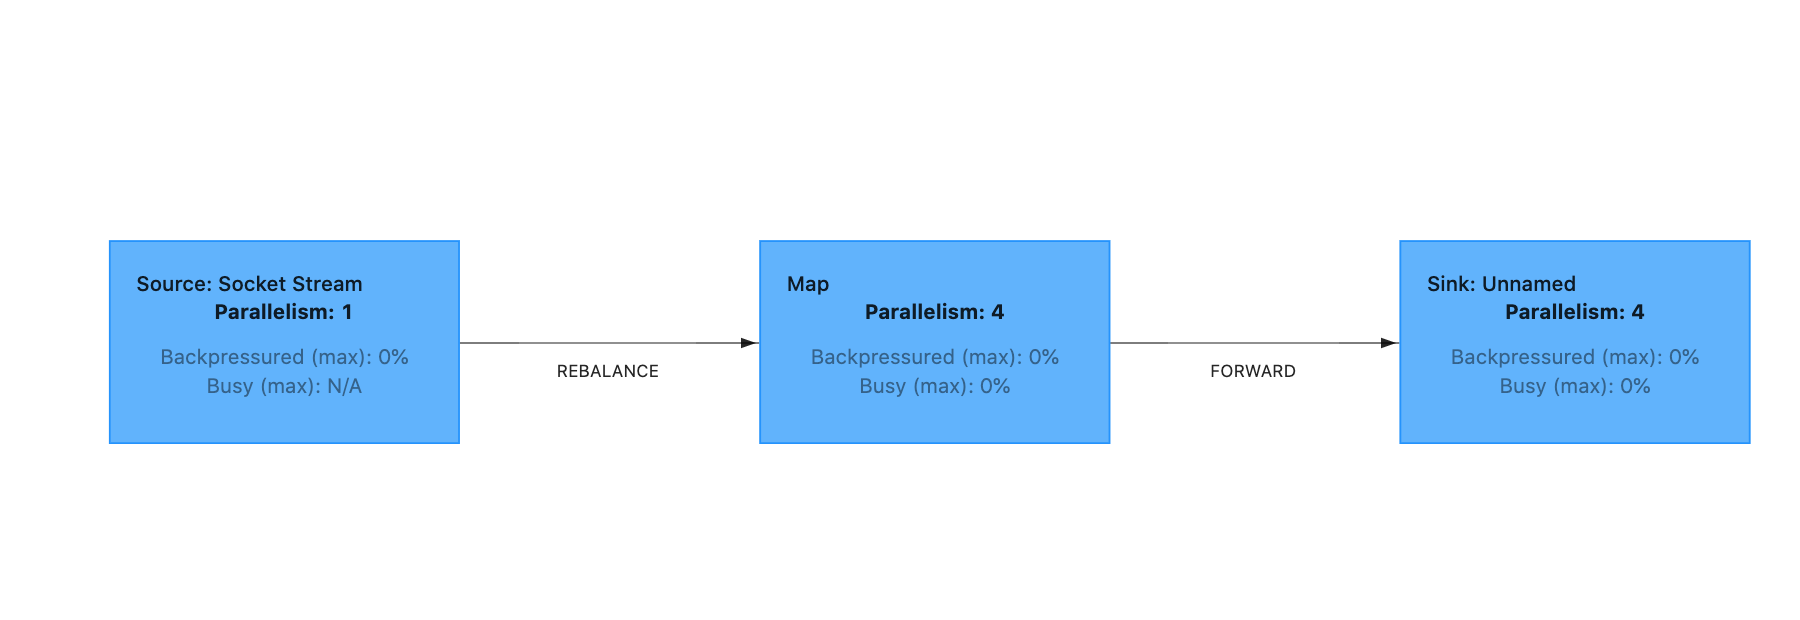 Source: Socket Stream
Parallelism: 1
Backpressured (max): 0%
Busy (max): N/A
REBALANCE
Map
Parallelism: 4
Backpressured (max): 0%
Busy (max): 0%
FORWARD
Sink: Unnamed
Parallelism: 4
Backpressured (max): 0%
Busy (max): 0%